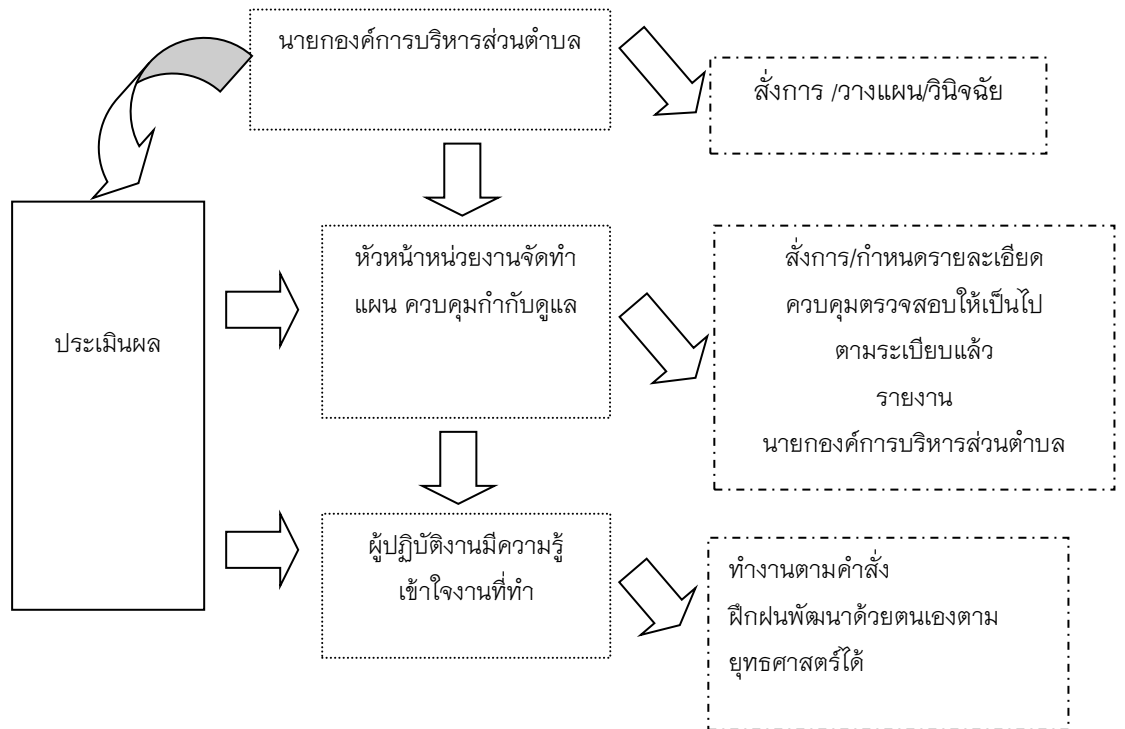 นายกองค์การบริหารส่วนตำบล
สั่งการ /วางแผน/วินิจฉัย
ประเมินผล
หัวหน้าหน่วยงานจัดทำ
แผน ควบคุมกำกับดูแล
สั่งการ/กำหนดรายละเอียด
ควบคุมตรวจสอบให้เป็นไป
ตามระเบียบแล้ว
รายงาน
นายกองค์การบริหารส่วนตำบล
ผู้ปฏิบัติงานมีความรู้
เข้าใจงานที่ทำ
ทำงานตามคำสั่ง
ฝึกฝนพัฒนาด้วยตนเองตาม
ยุทธศาสตร์ได้